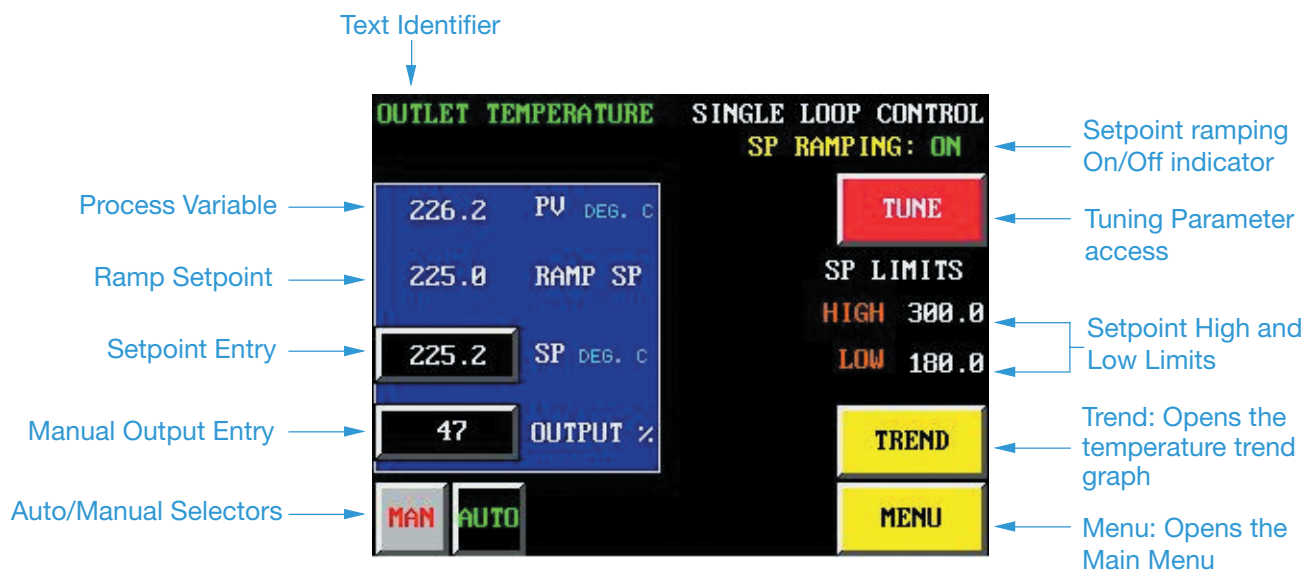 Text Identifier
OUTLET TEMPERATURE
SINGLE LOOP CONTROL
SP RAMPING: ON
Setpoint ramping
On/Off indicator
Process Variable
226.2 PV DEG. C
TUNE
Tuning Parameter
access
Ramp Setpoint
225.0 RAMP SP
SP LIMITS
HIGH 300.0
LOW 180.0
Setpoint High and
Low Limits
Setpoint Entry
225.2 SP DEG. C
Manual Output Entry
47 OUTPUT %
TREND
Trend: Opens the
temperature trend
graph
Auto/Manual Selectors
MAN AUTO
MENU
Menu: Opens the
Main Menu